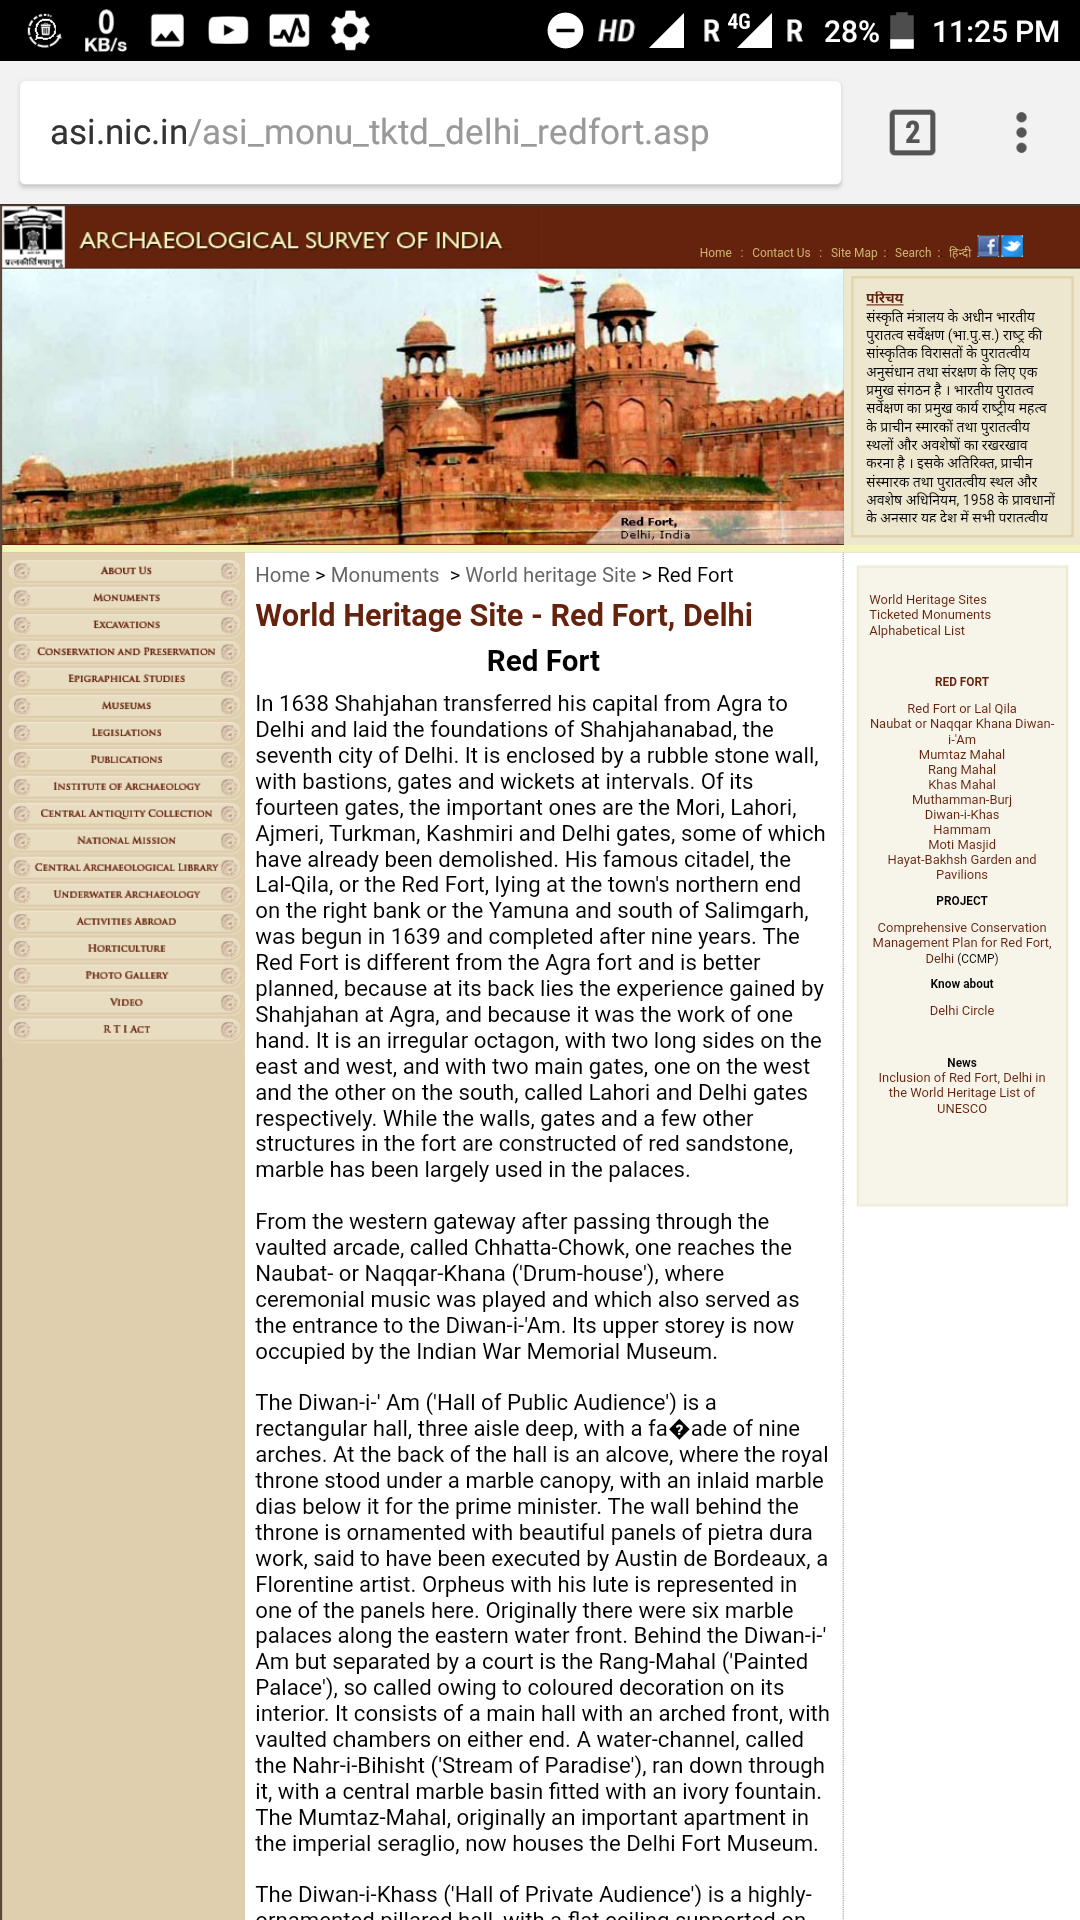 0 KB/s HD R 4G R 28% 11:25 PM
asi.nic.in/asi_monu_tktd_delhi_redfort.asp
2
ARCHAEOLOGICAL SURVEY OF INDIA
Home : Contact Us : Site Map : Search : हिन्दी
Red Fort,
Delhi, India
परिचय
संस्कृति मंत्रालय के अधीन भारतीय
पुरातत्व सर्वेक्षण (भा.पु.स.) राष्ट्र की
सांस्कृतिक विरासतों के पुरातत्वीय
अनुसंधान तथा संरक्षण के लिए एक
प्रमुख संगठन है । भारतीय पुरातत्व
सर्वेक्षण का प्रमुख कार्य राष्ट्रीय महत्व
के प्राचीन स्मारकों तथा पुरातत्वीय
स्थलों और अवशेषों का रखरखाव
करना है । इसके अतिरिक्त, प्राचीन
संस्मारक तथा पुरातत्वीय स्थल और
अवशेष अधिनियम, 1958 के प्रावधानों
के अनुसार यह देश में सभी पुरातत्वीय
ABOUT US
MONUMENTS
EXCAVATIONS
CONSERVATION AND PRESERVATION
EPIGRAPHICAL STUDIES
MUSEUMS
LEGISLATIONS
PUBLICATIONS
INSTITUTE OF ARCHAEOLOGY
CENTRAL ANTIQUITY COLLECTION
NATIONAL MISSION
CENTRAL ARCHAEOLOGICAL LIBRARY
UNDERWATER ARCHAEOLOGY
ACTIVITIES ABROAD
HORTICULTURE
PHOTO GALLERY
VIDEO
R T I ACT
Home > Monuments > World heritage Site > Red Fort
World Heritage Site - Red Fort, Delhi
Red Fort
In 1638 Shahjahan transferred his capital from Agra to
Delhi and laid the foundations of Shahjahanabad, the
seventh city of Delhi. It is enclosed by a rubble stone wall,
with bastions, gates and wickets at intervals. Of its
fourteen gates, the important ones are the Mori, Lahori,
Ajmeri, Turkman, Kashmiri and Delhi gates, some of which
have already been demolished. His famous citadel, the
Lal-Qila, or the Red Fort, lying at the town's northern end
on the right bank or the Yamuna and south of Salimgarh,
was begun in 1639 and completed after nine years. The
Red Fort is different from the Agra fort and is better
planned, because at its back lies the experience gained by
Shahjahan at Agra, and because it was the work of one
hand. It is an irregular octagon, with two long sides on the
east and west, and with two main gates, one on the west
and the other on the south, called Lahori and Delhi gates
respectively. While the walls, gates and a few other
structures in the fort are constructed of red sandstone,
marble has been largely used in the palaces.
From the western gateway after passing through the
vaulted arcade, called Chhatta-Chowk, one reaches the
Naubat- or Naqqar-Khana ('Drum-house'), where
ceremonial music was played and which also served as
the entrance to the Diwan-i-'Am. Its upper storey is now
occupied by the Indian War Memorial Museum.
The Diwan-i-' Am ('Hall of Public Audience') is a
rectangular hall, three aisle deep, with a fa�ade of nine
arches. At the back of the hall is an alcove, where the royal
throne stood under a marble canopy, with an inlaid marble
dias below it for the prime minister. The wall behind the
throne is ornamented with beautiful panels of pietra dura
work, said to have been executed by Austin de Bordeaux, a
Florentine artist. Orpheus with his lute is represented in
one of the panels here. Originally there were six marble
palaces along the eastern water front. Behind the Diwan-i-'
Am but separated by a court is the Rang-Mahal ('Painted
Palace'), so called owing to coloured decoration on its
interior. It consists of a main hall with an arched front, with
vaulted chambers on either end. A water-channel, called
the Nahr-i-Bihisht ('Stream of Paradise'), ran down through
it, with a central marble basin fitted with an ivory fountain.
The Mumtaz-Mahal, originally an important apartment in
the imperial seraglio, now houses the Delhi Fort Museum.
The Diwan-i-Khass ('Hall of Private Audience') is a highly-
ornamented pillared hall, with a flat ceiling supported on
World Heritage Sites
Ticketed Monuments
Alphabetical List
RED FORT
Red Fort or Lal Qila
Naubat or Naqqar Khana Diwan-
i-'Am
Mumtaz Mahal
Rang Mahal
Khas Mahal
Muthamman-Burj
Diwan-i-Khas
Hammam
Moti Masjid
Hayat-Bakhsh Garden and
Pavilions
PROJECT
Comprehensive Conservation
Management Plan for Red Fort,
Delhi (CCMP)
Know about
Delhi Circle
News
Inclusion of Red Fort, Delhi in
the World Heritage List of
UNESCO